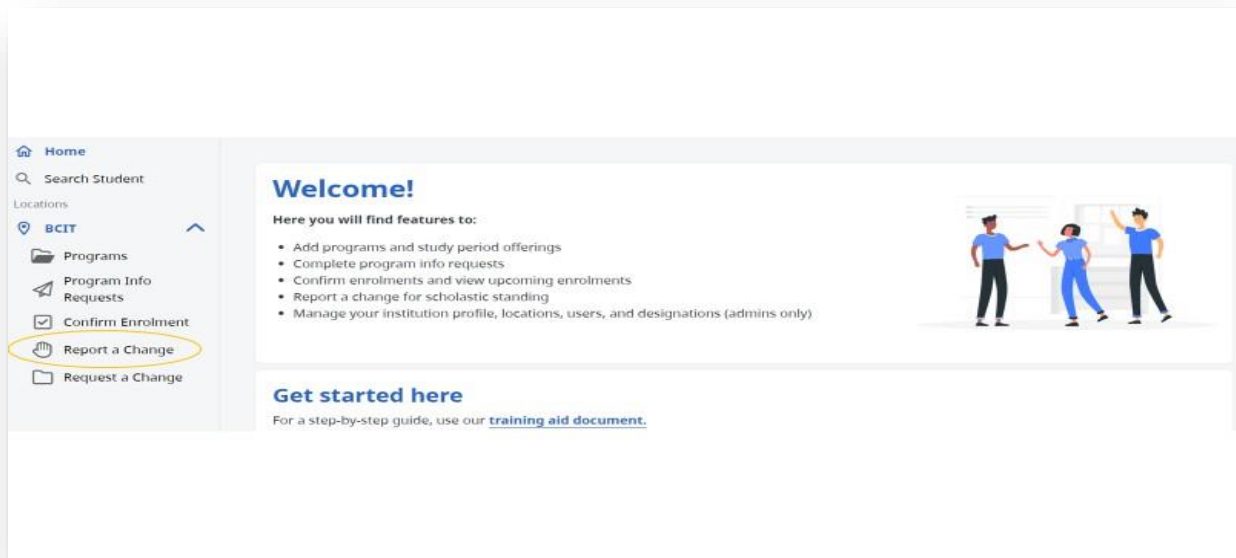 Home
Search Student
Locations
BCIT
Programs
Program Info
Requests
Confirm Enrolment
Report a Change
Request a Change
Welcome!
Here you will find features to:
• Add programs and study period offerings
• Complete program info requests
• Confirm enrolments and view upcoming enrolments
• Report a change for scholastic standing
• Manage your institution profile, locations, users, and designations (admins only)
Get started here
For a step-by-step guide, use our training aid document.